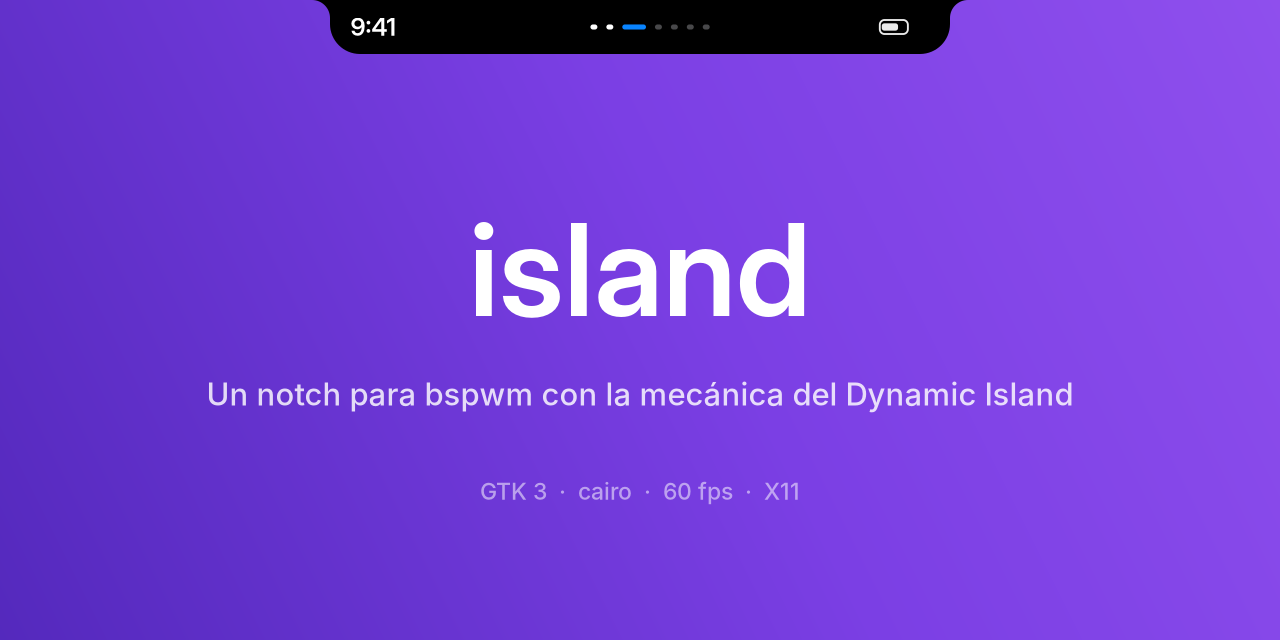 9:41
island
Un notch para bspwm con la mecánica del Dynamic Island
GTK 3 · cairo · 60 fps · X11